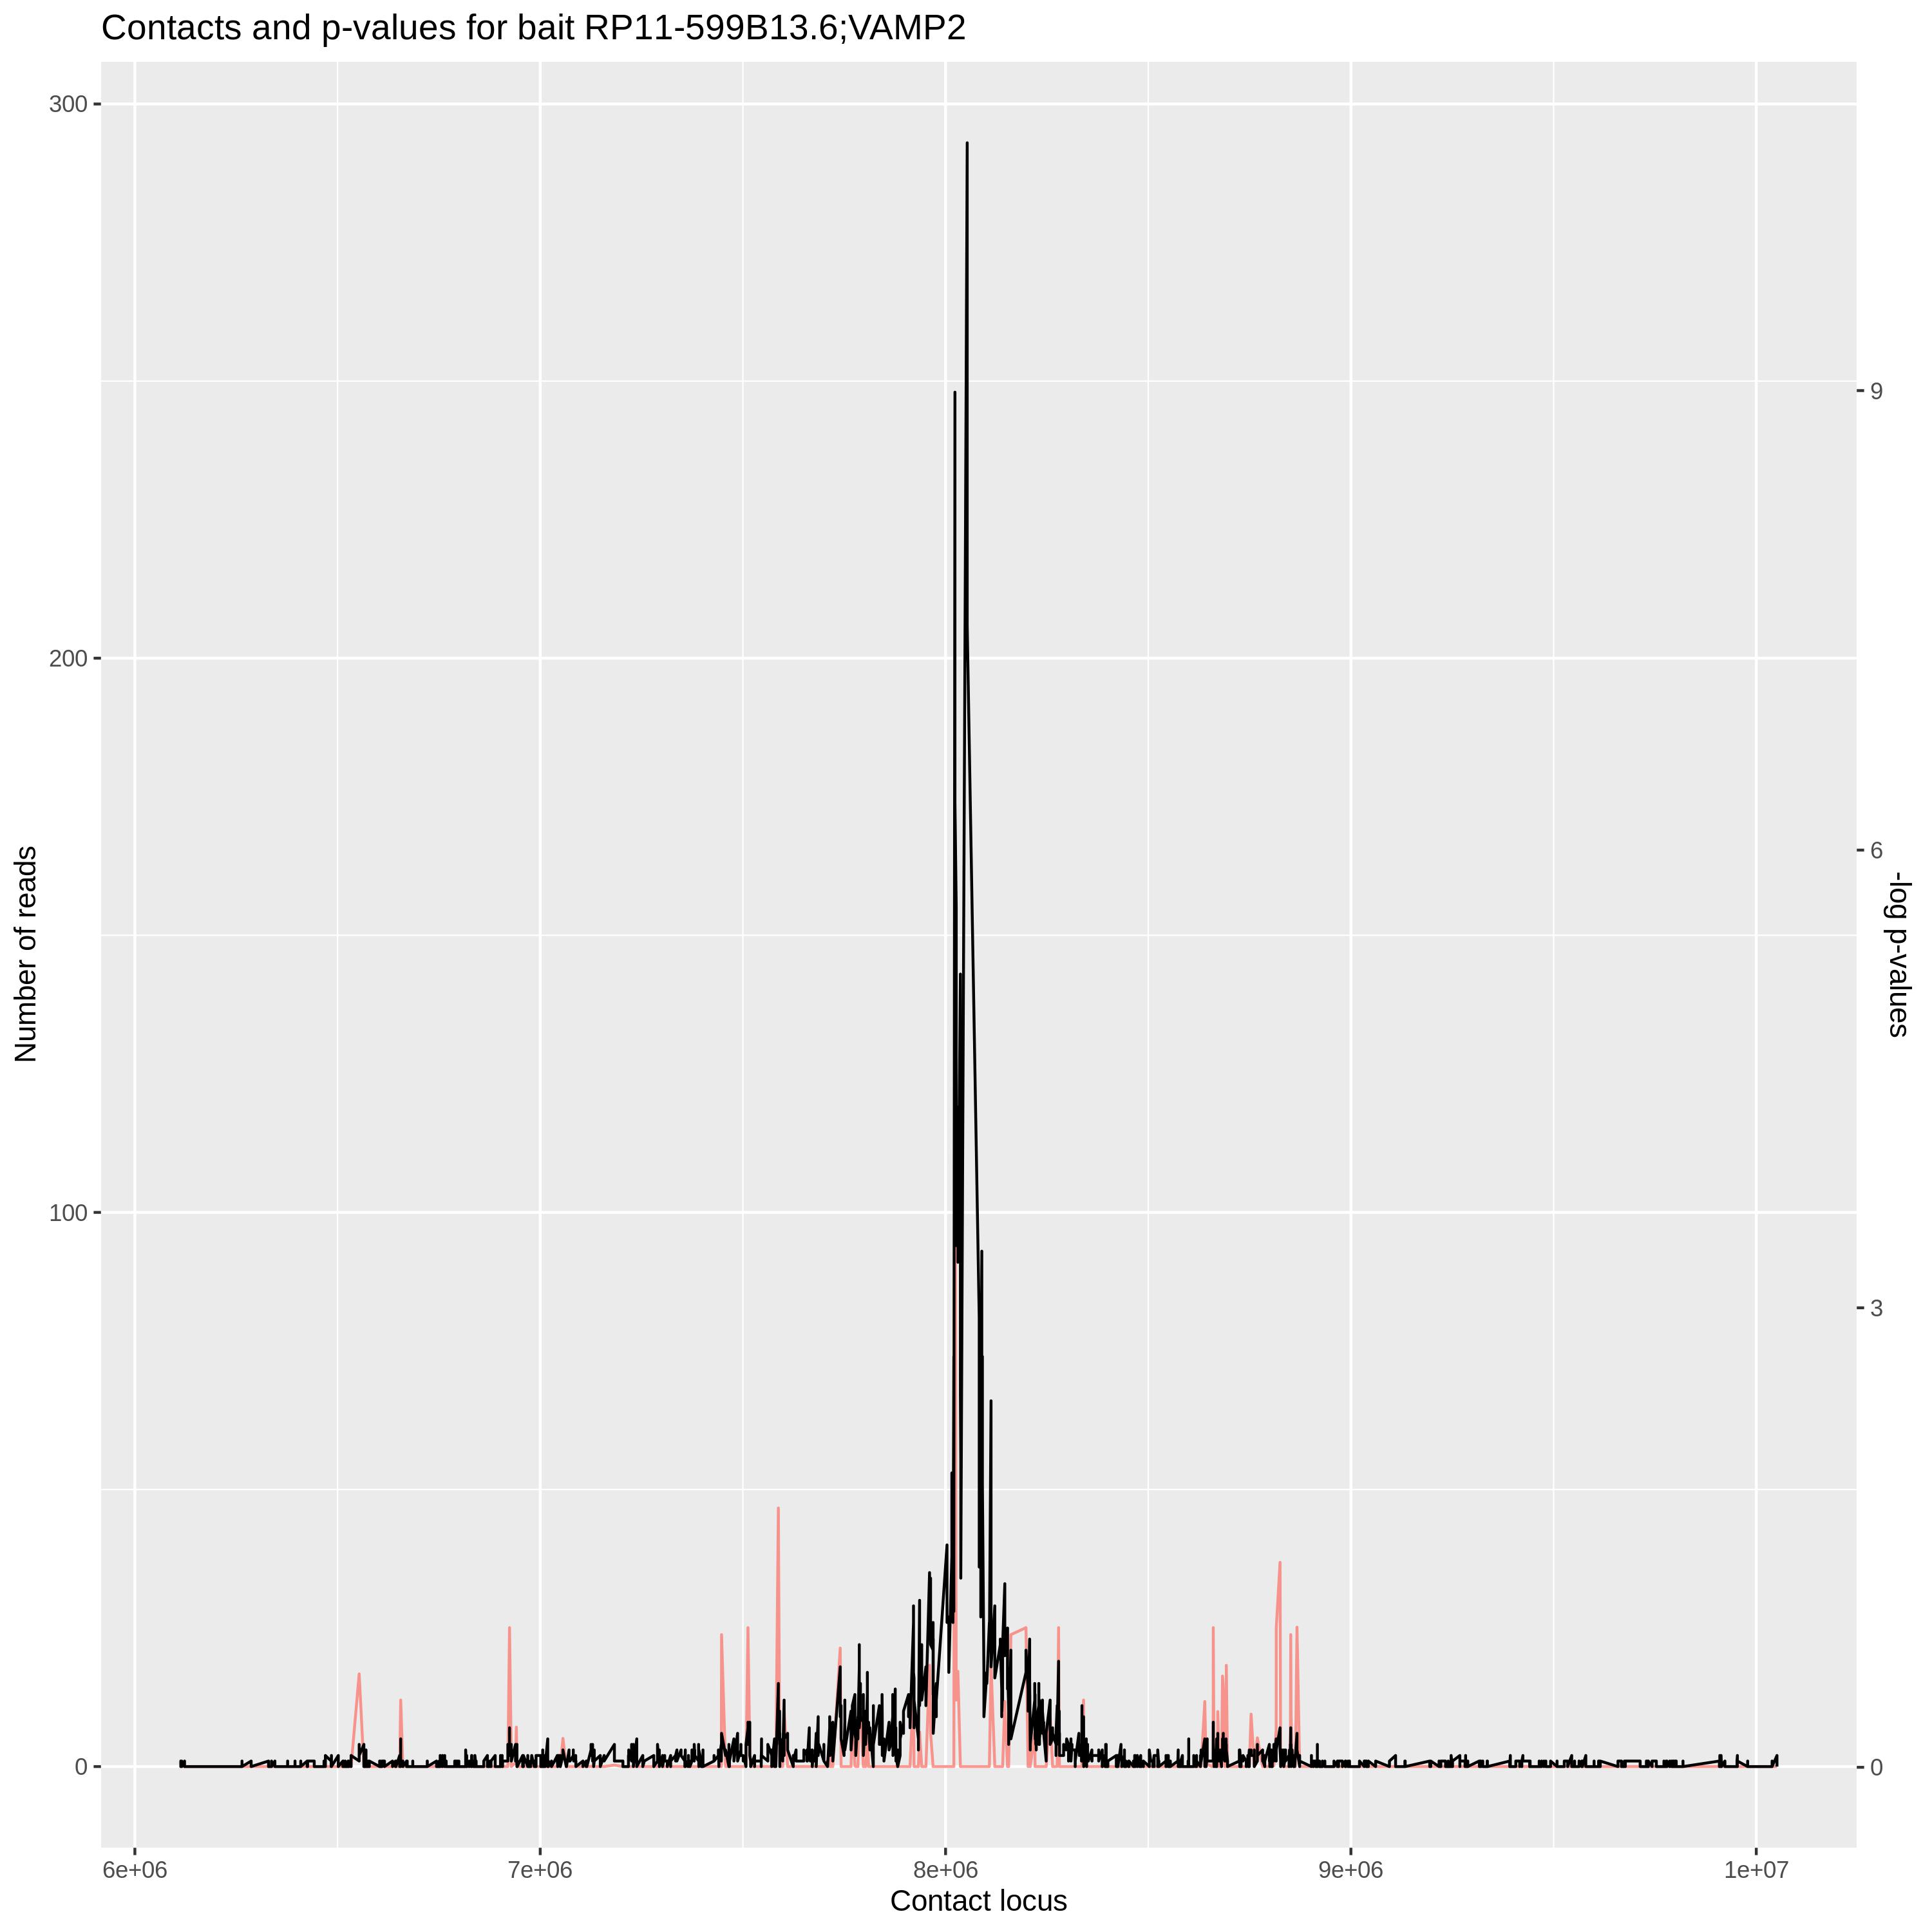 Contacts and p-values for bait RP11-599B13.6;VAMP2
300
200
100
0
Number of reads
9
6
3
0
-log p-values
6e+06 7e+06 8e+06 9e+06 1e+07
Contact locus